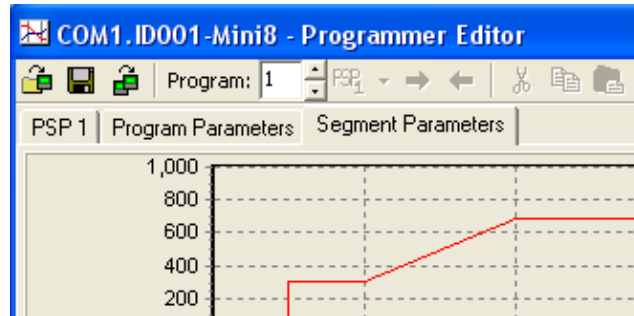 COM1.ID001-Mini8 - Programmer Editor
Program: 1 PSP1
PSP 1 Program Parameters Segment Parameters
1,000
800
600
400
200